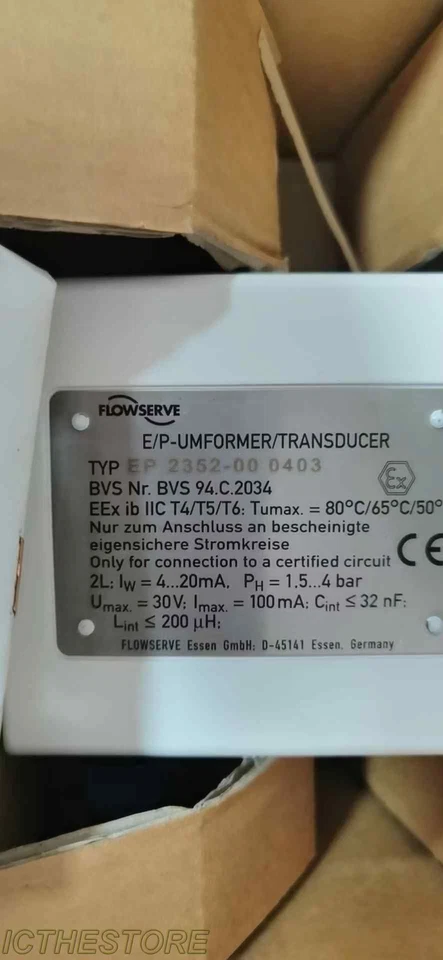 FLOWSERVE
E/P-UMFORMER/TRANSDUCER
TYP EP 2352-00 0403
BVS Nr. BVS 94.C.2034
Ex
EEx ib IIC T4/T5/T6: Tumax. = 80°C/65°C/50°
Nur zum Anschluss an bescheinigte
eigensichere Stromkreise
Only for connection to a certified circuit
CE
2L: IW = 4...20mA, PH = 1.5...4 bar
Umax. = 30V: Imax. = 100mA: Cint ≤ 32 nF:
Lint ≤ 200 µH:
FLOWSERVE Essen GmbH: D-45141 Essen. Germany
ICTHESTORE